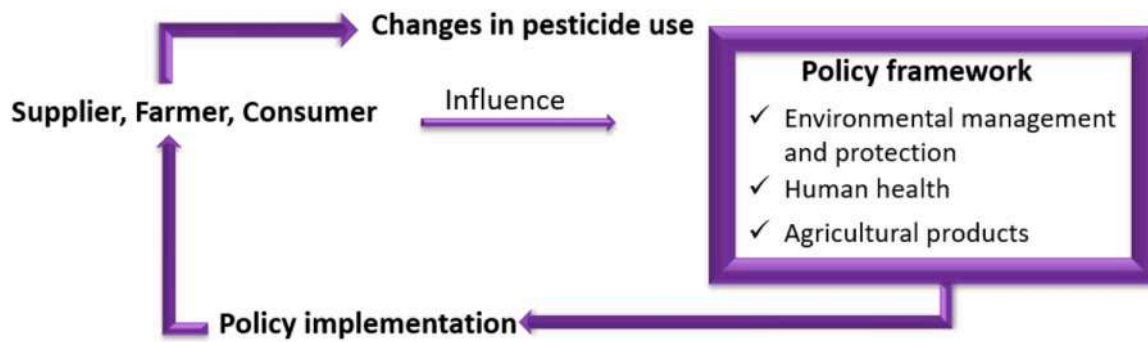 Changes in pesticide use
Supplier, Farmer, Consumer
Influence
Policy framework
✓ Environmental management
and protection
✓ Human health
✓ Agricultural products
Policy implementation